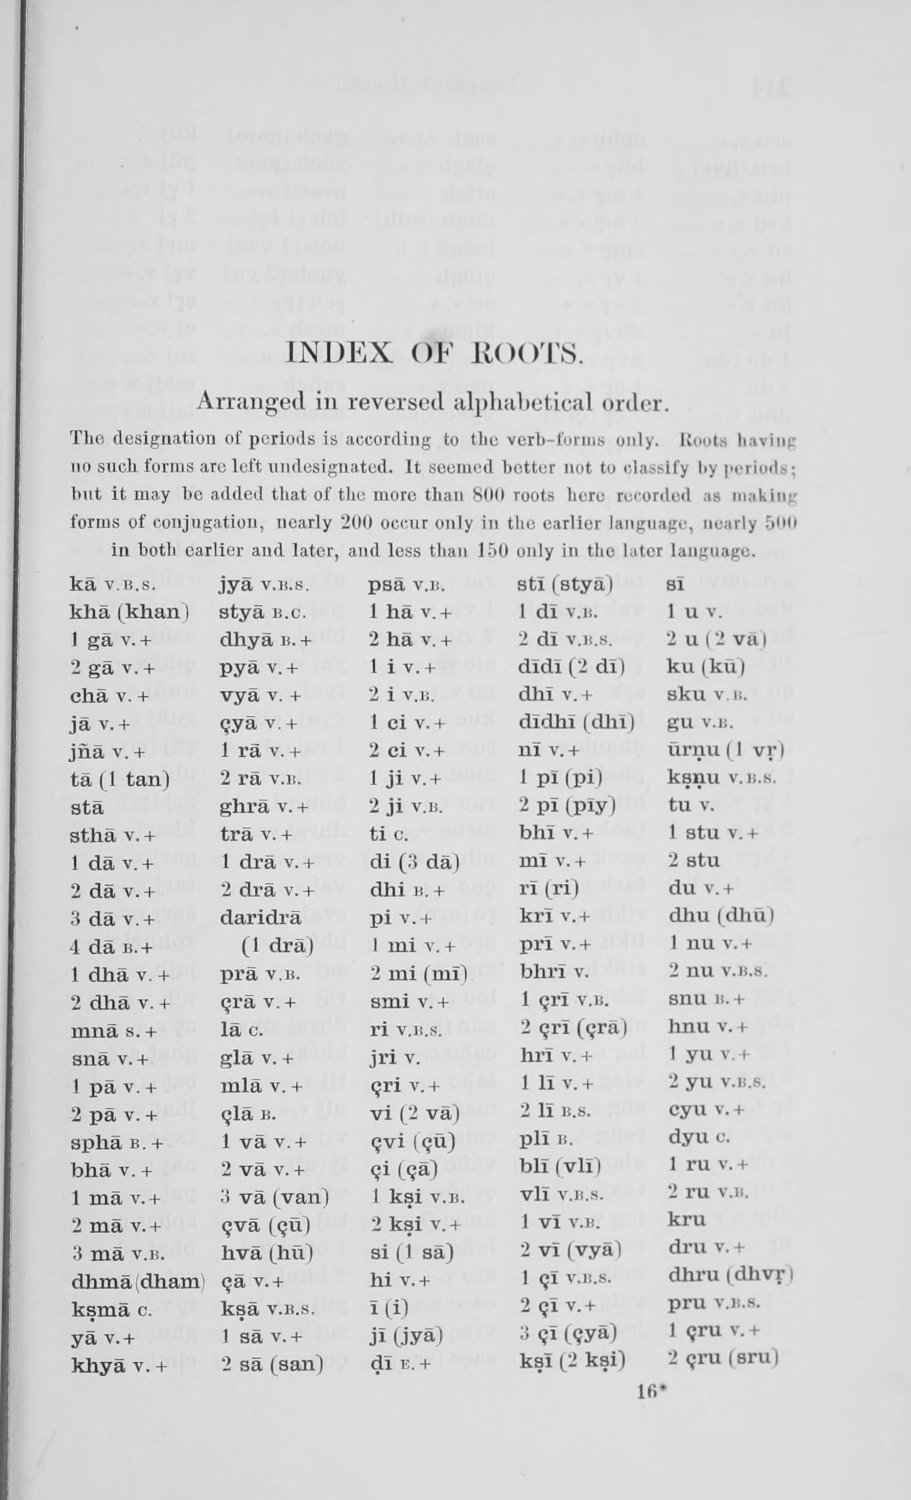 INDEX OF ROOTS.
Arranged in reversed alphabetical order.
The designation of periods is according to the verb-forms only. Roots having
no such forms are left undesignated. It seemed better not to classify by periods;
but it may be added that of the more than 800 roots here recorded as making
forms of conjugation, nearly 200 occur only in the earlier language, nearly 500
in both earlier and later, and less than 150 only in the later language.
kā V.B.S.
khā (khan)
1 gā V.+
2 gā V.+
chā V.+
jā V.+
jñā V.+
tā (1 tan)
stā
sthā V.+
1 dā V.+
2 dā V.+
3 dā V.+
4 dā B.+
1 dhā V.+
2 dhā V.+
mnā S.+
snā V.+
1 pā V.+
2 pā V.+
sphā B.+
bhā V.+
1 mā V.+
2 mā V.+
3 mā V.B.
dhmā (dham)
kṣmā C.
yā V.+
khyā V.+
jyā V.B.S.
styā B.C.
dhyā B.+
pyā V.+
vyā V.+
çyā V.+
1 rā V.+
2 rā V.B.
ghrā V.+
trā V.+
1 drā V.+
2 drā V.+
daridrā
(1 drā)
prā V.B.
çrā V.+
lā C.
glā V.+
mlā V.+
çlā B.
1 vā V.+
2 vā V.+
3 vā (van)
çvā (çū)
hvā (hū)
çā V.+
kṣā V.B.S.
1 sā V.+
2 sā (san)
psā V.B.
1 hā V.+
2 hā V.+
1 i V.+
2 i V.B.
1 ci V.+
2 ci V.+
1 ji V.+
2 ji V.B.
ti C.
di (3 dā)
dhi B.+
pi V.+
1 mi V.+
2 mi (mī)
smi V.+
ri V.B.S.
jri V.
çri V.+
vi (2 vā)
çvi (çū)
çi (çā)
1 kṣi V.B.
2 kṣi V.+
si (1 sā)
hi V.+
ī (i)
jī (jyā)
ḍī E.+
stī (styā)
1 dī V.B.
2 dī V.B.S.
dīdī (2 dī)
dhī V.+
dīdhī (dhī)
nī V.+
1 pī (pi)
2 pī (pīy)
bhī V.+
mī V.+
rī (ri)
krī V.+
prī V.+
bhrī V.
1 çrī V.B.
2 çrī (çrā)
hrī V.+
1 lī V.+
2 lī B.S.
plī B.
blī (vlī)
vlī V.B.S.
1 vī V.B.
2 vī (vyā)
1 çī V.B.S.
2 çī V.+
3 çī (çyā)
kṣī (2 kṣi)
sī
1 u V.
2 u (2 vā)
ku (kū)
sku V.B.
gu V.B.
ūrṇu (1 vṛ)
kṣṇu V.B.S.
tu V.
1 stu V.+
2 stu
du V.+
dhu (dhū)
1 nu V.+
2 nu V.B.S.
snu B.+
hnu V.+
1 yu V.+
2 yu V.B.S.
cyu V.+
dyu C.
1 ru V.+
2 ru V.B.
kru
dru V.+
dhru (dhvṛ)
pru V.B.S.
1 çru V.+
2 çru (sru)
16*